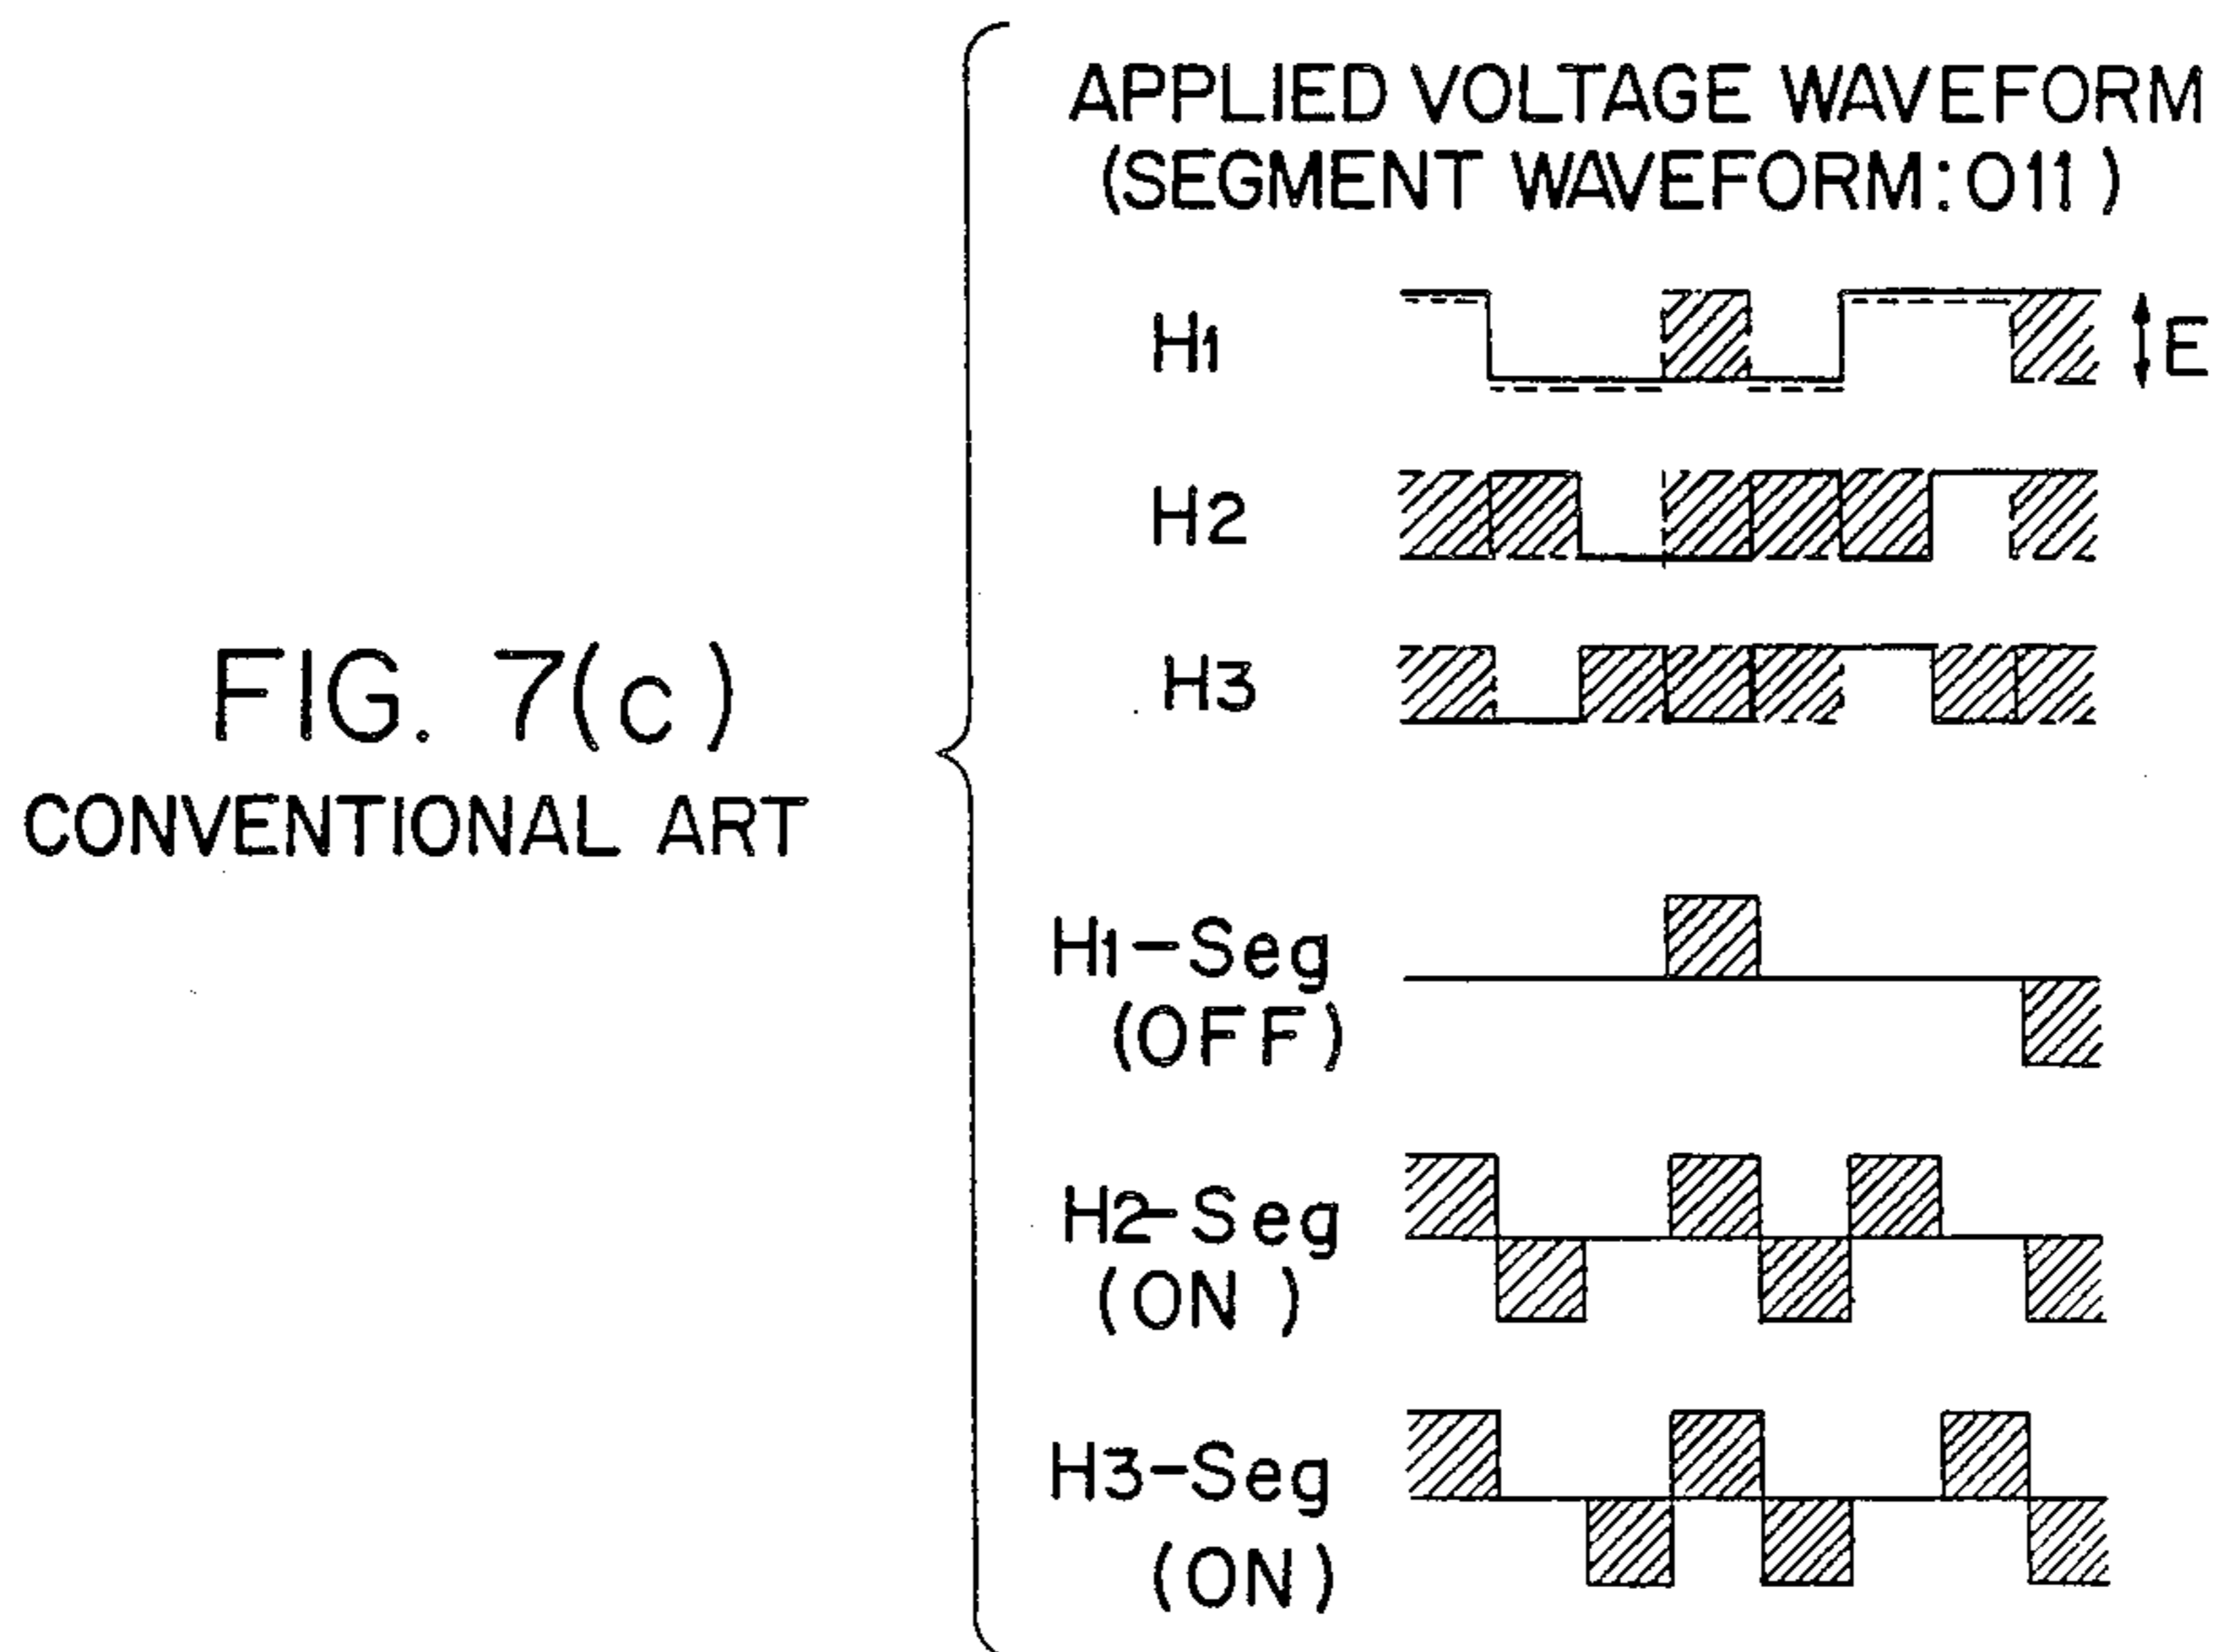 FIG. 7(c)
CONVENTIONAL ART
APPLIED VOLTAGE WAVEFORM
(SEGMENT WAVEFORM:011)
H1
E
H2
H3
H1-Seg
(OFF)
H2-Seg
(ON)
H3-Seg
(ON)